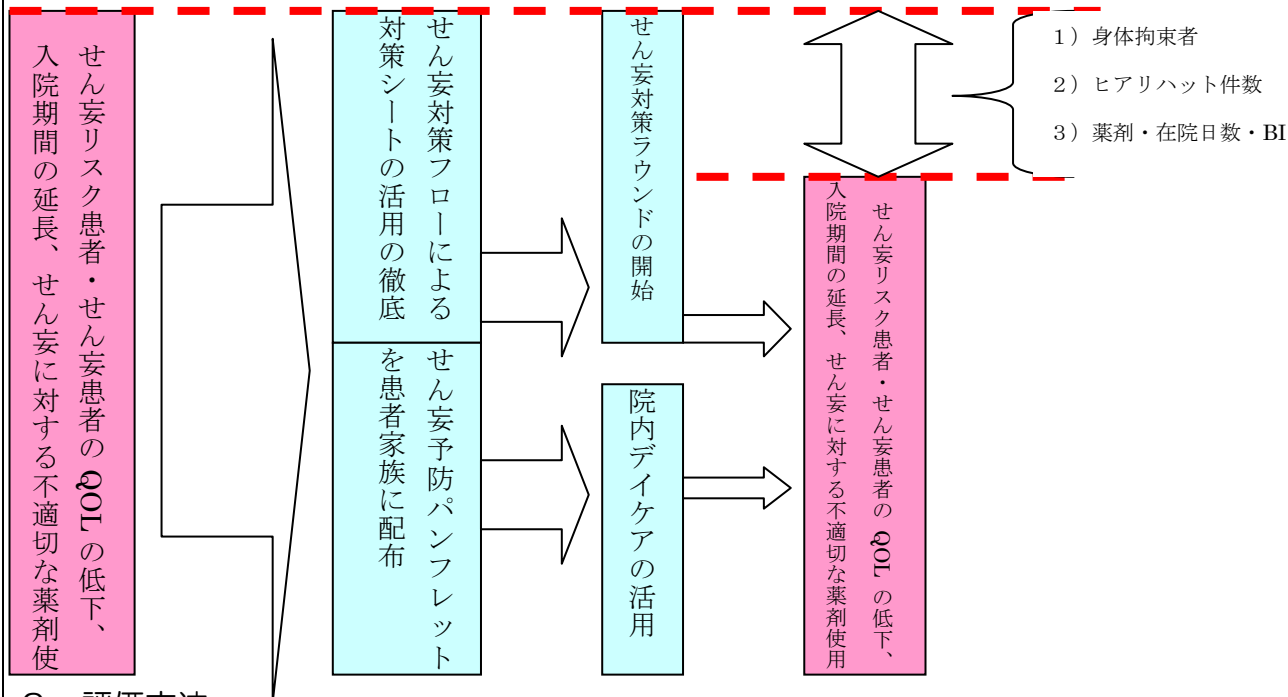 せん妄リスク患者・せん妄患者の QOL の低下、
入院期間の延長、せん妄に対する不適切な薬剤使
せん妄対策フローによる
対策シートの活用の徹底
せん妄予防パンフレット
を患者家族に配布
せん妄対策ラウンドの開始
院内デイケアの活用
せん妄リスク患者・せん妄患者の QOL の低下、
入院期間の延長、せん妄に対する不適切な薬剤使用
1）身体拘束者
2）ヒアリハット件数
3）薬剤・在院日数・BI